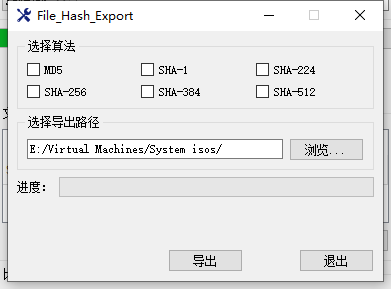 File_Hash_Export
选择算法
MD5 SHA-1 SHA-224
SHA-256 SHA-384 SHA-512
选择导出路径
E:/Virtual Machines/System isos/ 浏览...
进度：
导出 退出